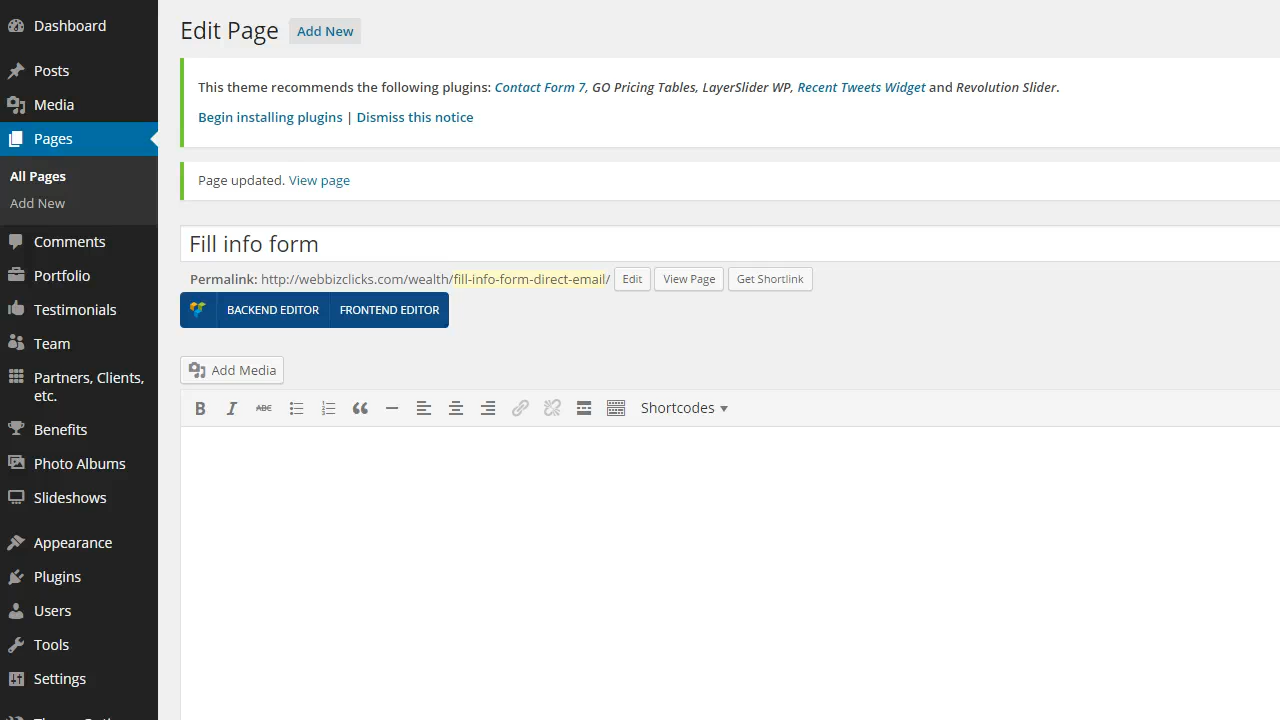 Dashboard
Posts
Media
Pages
All Pages
Add New
Comments
Portfolio
Testimonials
Team
Partners, Clients,
etc.
Benefits
Photo Albums
Slideshows
Appearance
Plugins
Users
Tools
Settings
Edit Page Add New
This theme recommends the following plugins: Contact Form 7, GO Pricing Tables, LayerSlider WP, Recent Tweets Widget and Revolution Slider.
Begin installing plugins | Dismiss this notice
Page updated. View page
Fill info form
Permalink: http://webbizclicks.com/wealth/fill-info-form-direct-email/ Edit View Page Get Shortlink
BACKEND EDITOR FRONTEND EDITOR
Add Media
B I ABC Shortcodes